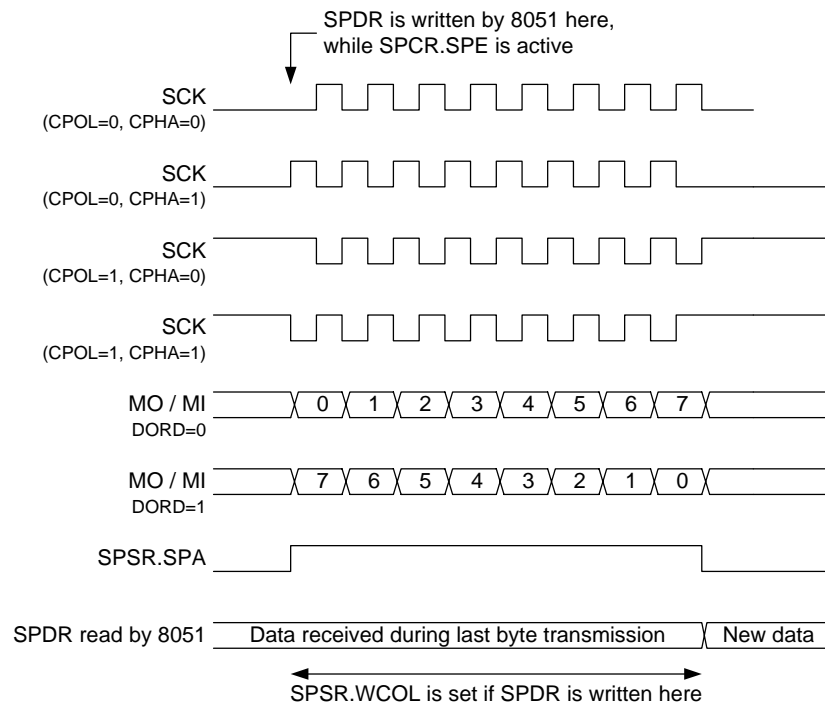 SPDR is written by 8051 here,
while SPCR.SPE is active
SCK
(CPOL=0, CPHA=0)
SCK
(CPOL=0, CPHA=1)
SCK
(CPOL=1, CPHA=0)
SCK
(CPOL=1, CPHA=1)
MO / MI 0 1 2 3 4 5 6 7
DORD=0
MO / MI 7 6 5 4 3 2 1 0
DORD=1
SPSR.SPA
SPDR read by 8051 Data received during last byte transmission New data
SPSR.WCOL is set if SPDR is written here